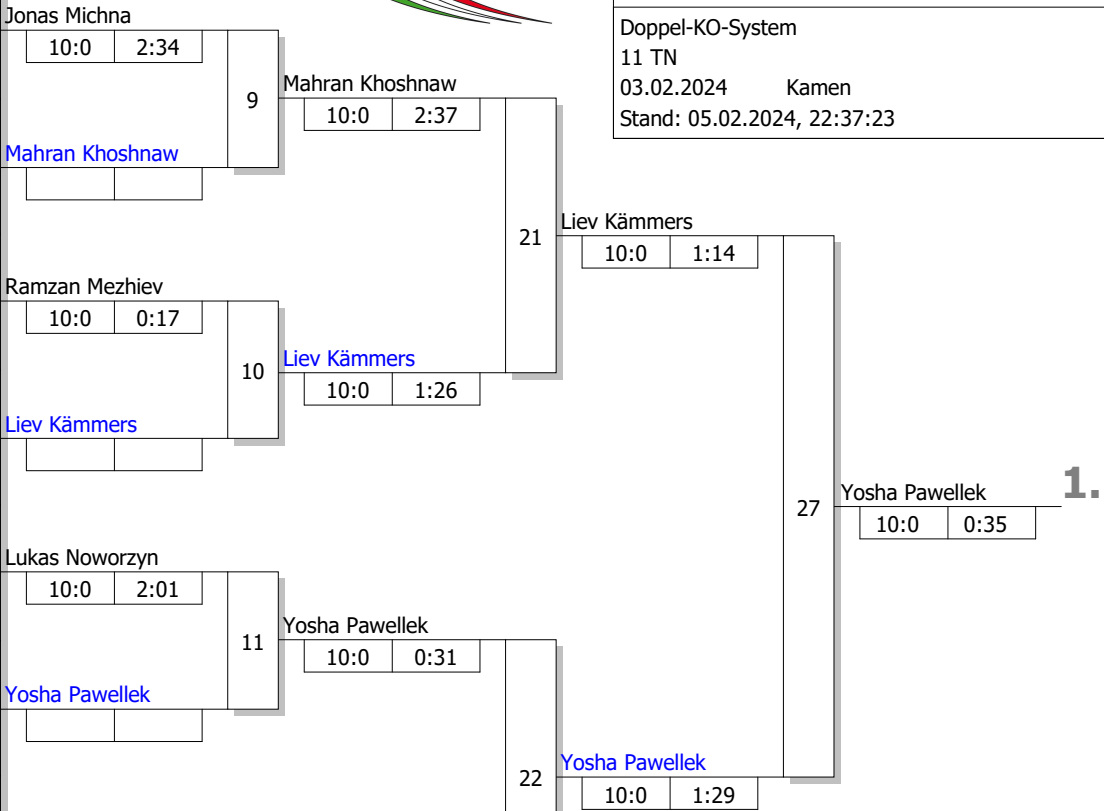 Jonas Michna
10:0 2:34
Doppel-KO-System
11 TN
03.02.2024 Kamen
Stand: 05.02.2024, 22:37:23
9
Mahran Khoshnaw
10:0 2:37
Mahran Khoshnaw
21
Liev Kämmers
10:0 1:14
Ramzan Mezhiev
10:0 0:17
10
Liev Kämmers
10:0 1:26
Liev Kämmers
27
Yosha Pawellek
10:0 0:35
1.
Lukas Noworzyn
10:0 2:01
11
Yosha Pawellek
10:0 0:31
Yosha Pawellek
22
Yosha Pawellek
10:0 1:29